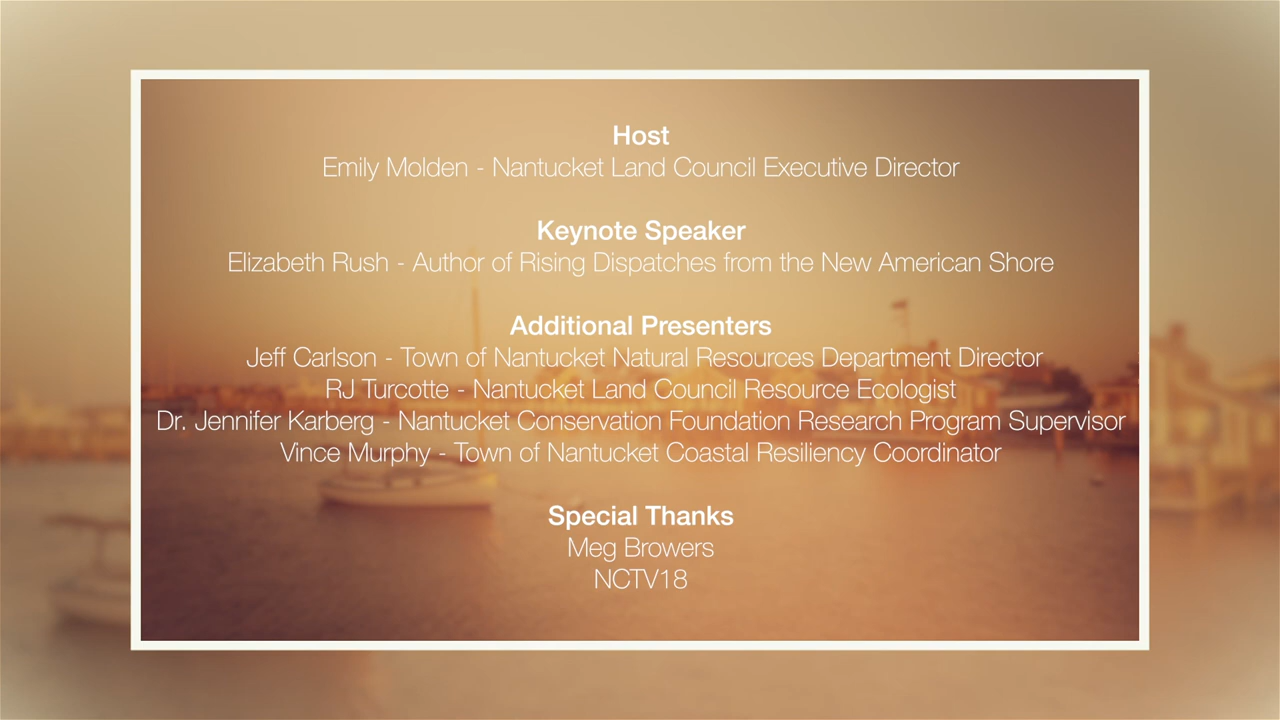 Host
Emily Molden - Nantucket Land Council Executive Director
Keynote Speaker
Elizabeth Rush - Author of Rising Dispatches from the New American Shore
Additional Presenters
Jeff Carlson - Town of Nantucket Natural Resources Department Director
RJ Turcotte - Nantucket Land Council Resource Ecologist
Dr. Jennifer Karberg - Nantucket Conservation Foundation Research Program Supervisor
Vince Murphy - Town of Nantucket Coastal Resiliency Coordinator
Special Thanks
Meg Browers
NCTV18